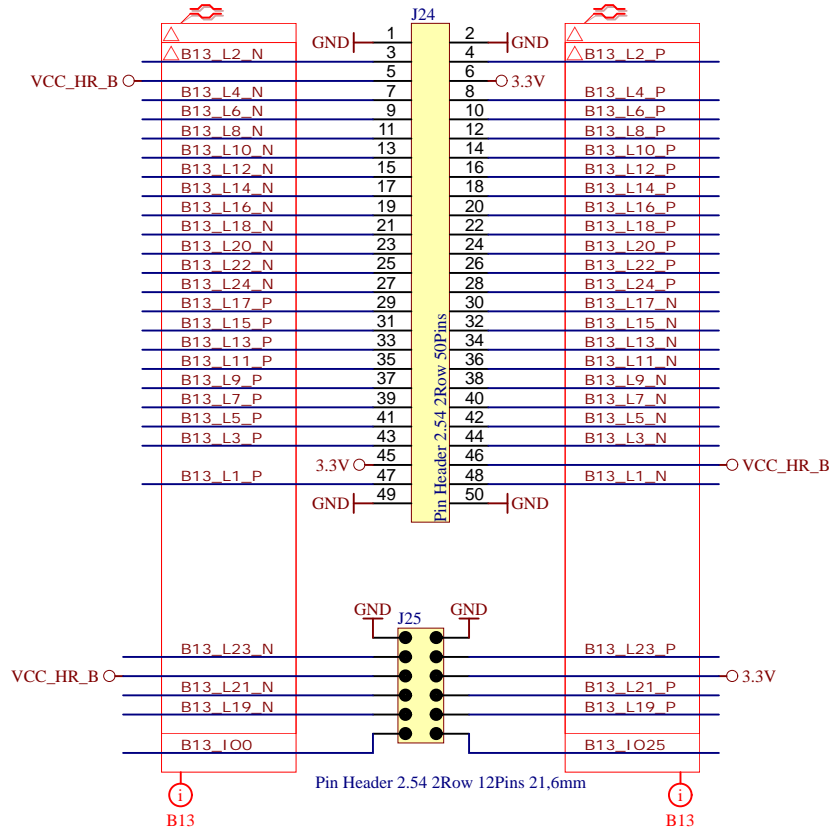 J24
GND 1 2 GND
B13_L2_N 3 4 B13_L2_P
VCC_HR_B 5 6 3.3V
B13_L4_N 7 8 B13_L4_P
B13_L6_N 9 10 B13_L6_P
B13_L8_N 11 12 B13_L8_P
B13_L10_N 13 14 B13_L10_P
B13_L12_N 15 16 B13_L12_P
B13_L14_N 17 18 B13_L14_P
B13_L16_N 19 20 B13_L16_P
B13_L18_N 21 22 B13_L18_P
B13_L20_N 23 24 B13_L20_P
B13_L22_N 25 26 B13_L22_P
B13_L24_N 27 28 B13_L24_P
B13_L17_P 29 30 B13_L17_N
B13_L15_P 31 32 B13_L15_N
B13_L13_P 33 34 B13_L13_N
B13_L11_P 35 36 B13_L11_N
B13_L9_P 37 38 B13_L9_N
B13_L7_P 39 40 B13_L7_N
B13_L5_P 41 42 B13_L5_N
B13_L3_P 43 44 B13_L3_N
3.3V 45 46 VCC_HR_B
B13_L1_P 47 48 B13_L1_N
GND 49 50 GND
Pin Header 2.54 2Row 50Pins
GND J25 GND
B13_L23_N B13_L23_P
VCC_HR_B 3.3V
B13_L21_N B13_L21_P
B13_L19_N B13_L19_P
B13_IO0 B13_IO25
Pin Header 2.54 2Row 12Pins 21,6mm
i i
B13 B13